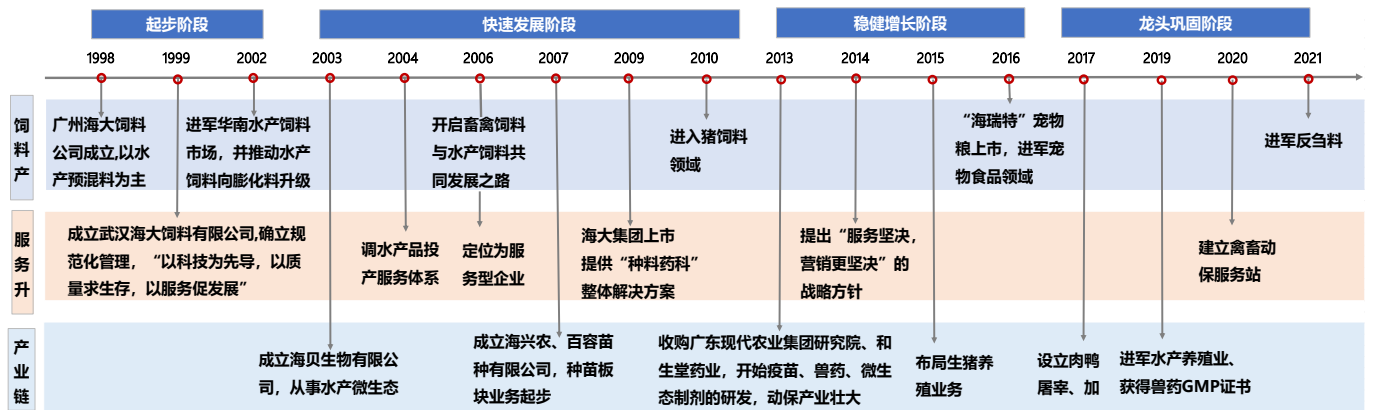 起步阶段
快速发展阶段
稳健增长阶段
龙头巩固阶段
1998
1999
2002
2003
2004
2006
2007
2009
2010
2013
2014
2015
2016
2017
2019
2020
2021
饲
料
产
广州海大饲料
公司成立,以水
产预混料为主
进军华南水产饲料
市场，并推动水产
饲料向膨化料升级
开启畜禽饲料
与水产饲料共
同发展之路
进入猪饲料
领域
“海瑞特”宠物
粮上市，进军宠
物食品领域
进军反刍料
服
务
升
成立武汉海大饲料有限公司,确立规
范化管理，“以科技为先导，以质
量求生存，以服务促发展”
调水产品投
产服务体系
定位为服
务型企业
海大集团上市
提供“种料药科”
整体解决方案
提出“服务坚决，
营销更坚决”的
战略方针
建立禽畜动
保服务站
产
业
链
成立海贝生物有限公
司，从事水产微生态
成立海兴农、百容苗
种有限公司，种苗板
块业务起步
收购广东现代农业集团研究院、和
生堂药业，开始疫苗、兽药、微生
态制剂的研发，动保产业壮大
布局生猪养
殖业务
设立肉鸭
屠宰、加
进军水产养殖业、
获得兽药GMP证书